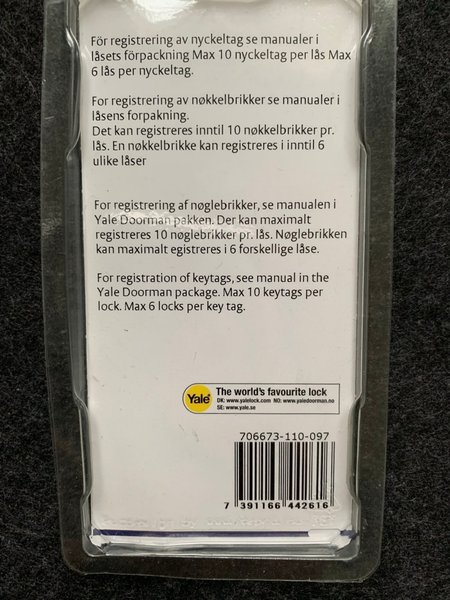 För registrering av nyckeltag se manualer i
låsets förpackning Max 10 nyckeltag per lås Max
6 lås per nyckeltag.
For registrering av nøkkelbrikker se manualer i
låsens forpakning.
Det kan registreres inntil 10 nøkkelbrikker pr.
lås. En nøkkelbrikke kan registreres i inntil 6
ulike låser
For registrering af nøglebrikker, se manualen i
Yale Doorman pakken. Der kan maximalt
registreres 10 nøglebrikker pr. lås. Nøglebrikken
kan maximalt egistreres i 6 forskellige låse.
For registration of keytags, see manual in the
Yale Doorman package. Max 10 keytags per
lock. Max 6 locks per key tag.
Yale® The world's favourite lock
DK: www.yalelock.com NO: www.yaledoorman.no
SE: www.yale.se
706673-110-097
7 391166 442616